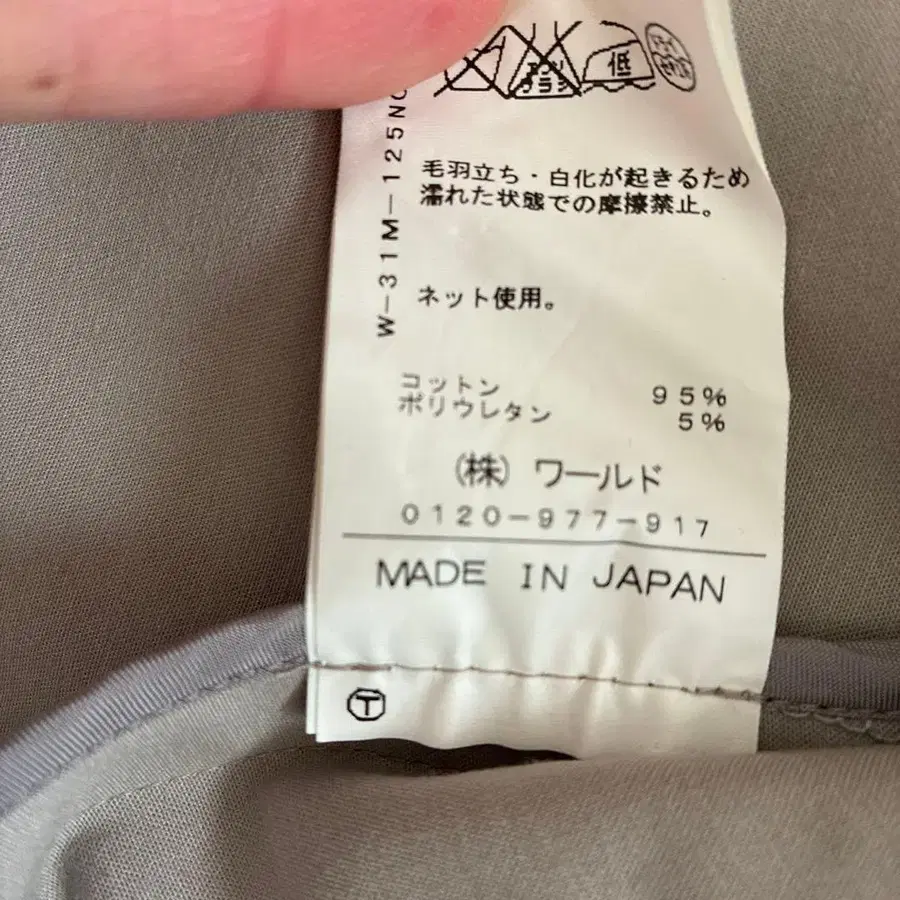 低
W-31M-125NC
毛羽立ち・白化が起きるため
濡れた状態での摩擦禁止。
ネット使用。
コットン 95%
ポリウレタン 5%
(株) ワールド
0120-977-917
MADE IN JAPAN
T